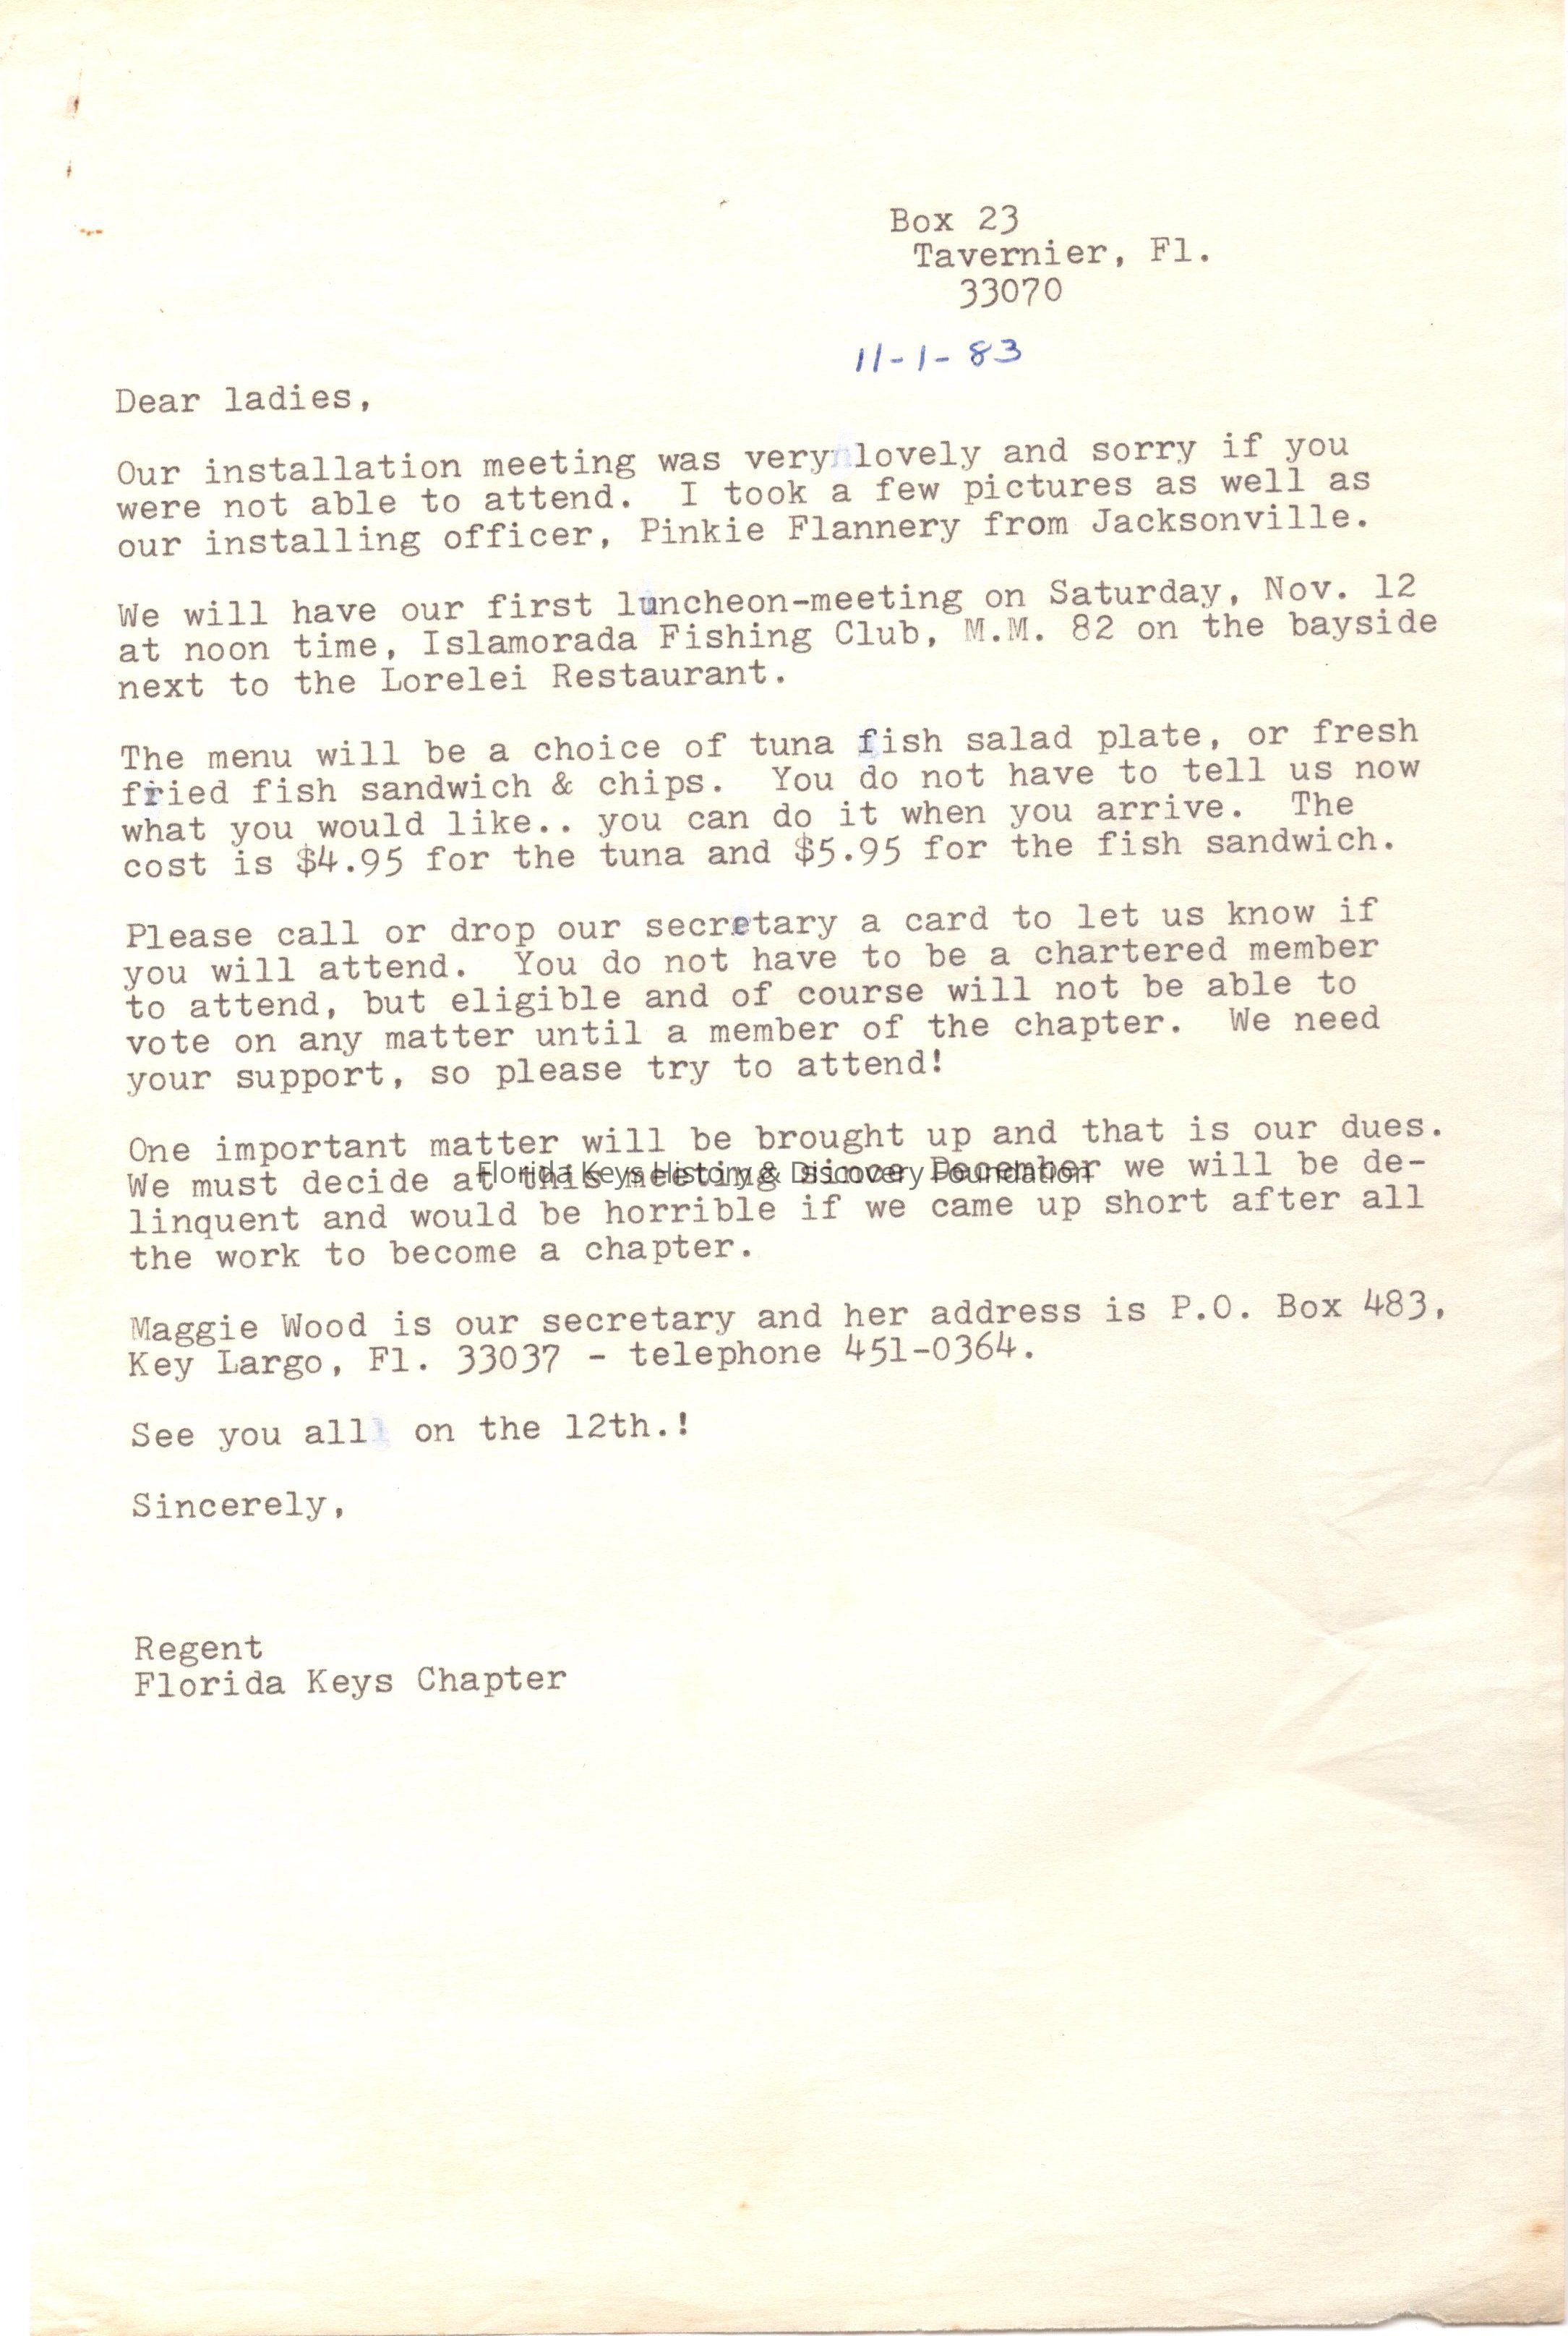 Box 23
Tavernier, Fl.
33070
11-1-83
Dear ladies,
Our installation meeting was very lovely and sorry if you
were not able to attend. I took a few pictures as well as
our installing officer, Pinkie Flannery from Jacksonville.
We will have our first luncheon-meeting on Saturday, Nov. 12
at noon time, Islamorada Fishing Club, M.M. 82 on the bayside
next to the Lorelei Restaurant.
The menu will be a choice of tuna fish salad plate, or fresh
fried fish sandwich & chips. You do not have to tell us now
what you would like.. you can do it when you arrive. The
cost is $4.95 for the tuna and $5.95 for the fish sandwich.
Please call or drop our secretary a card to let us know if
you will attend. You do not have to be a chartered member
to attend, but eligible and of course will not be able to
vote on any matter until a member of the chapter. We need
your support, so please try to attend!
One important matter will be brought up and that is our dues.
We must decide at this meeting since December we will be de-
Florida Keys History & Discovery Foundation
linquent and would be horrible if we came up short after all
the work to become a chapter.
Maggie Wood is our secretary and her address is P.O. Box 483,
Key Largo, Fl. 33037 - telephone 451-0364.
See you all on the 12th.!
Sincerely,
Regent
Florida Keys Chapter